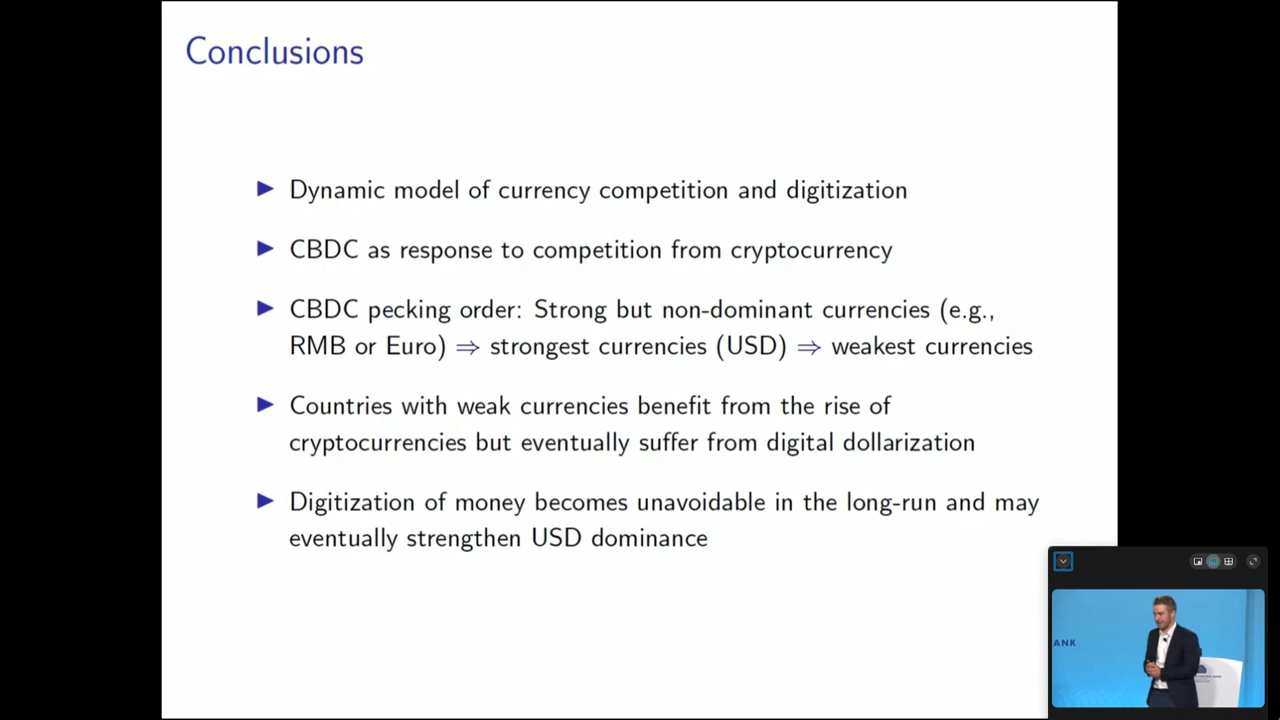 Conclusions
Dynamic model of currency competition and digitization
CBDC as response to competition from cryptocurrency
CBDC pecking order: Strong but non-dominant currencies (e.g.,
RMB or Euro) ⇒ strongest currencies (USD) ⇒ weakest currencies
Countries with weak currencies benefit from the rise of
cryptocurrencies but eventually suffer from digital dollarization
Digitization of money becomes unavoidable in the long-run and may
eventually strengthen USD dominance
ANK